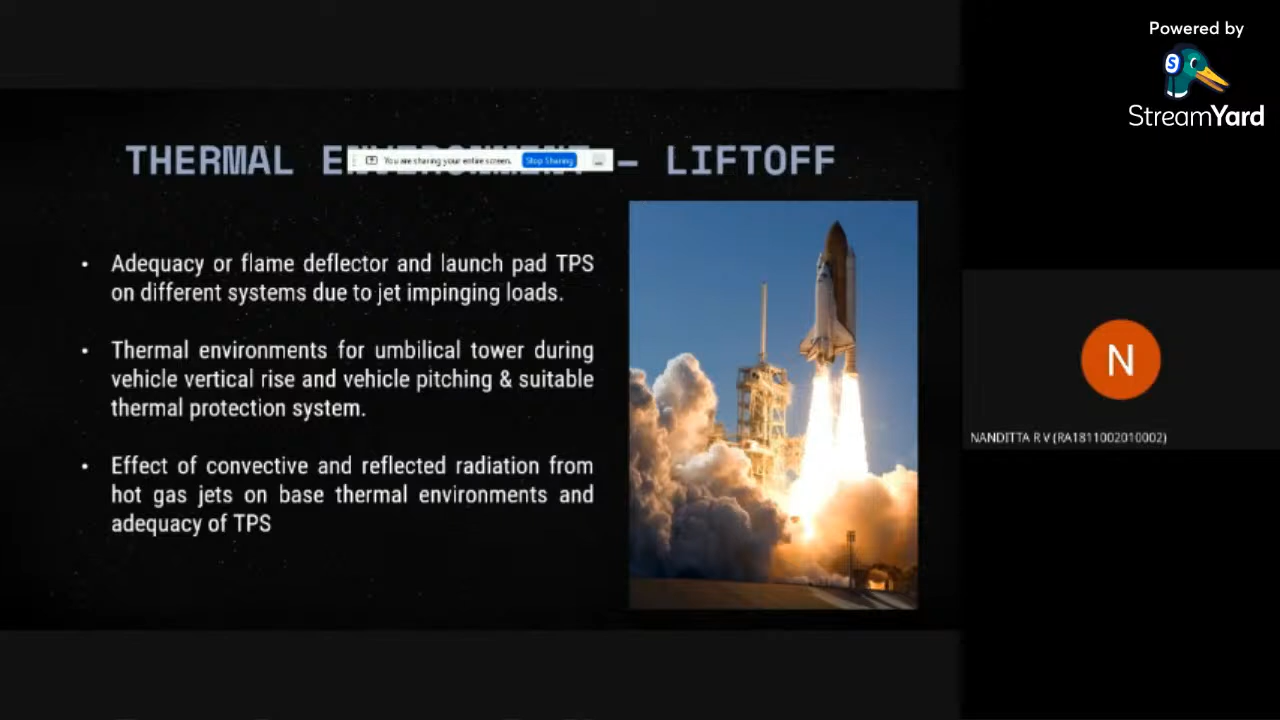 Powered by
StreamYard
THERMAL – LIFTOFF
You are sharing your entire screen. Stop Sharing
• Adequacy or flame deflector and launch pad TPS
on different systems due to jet impinging loads.
• Thermal environments for umbilical tower during
vehicle vertical rise and vehicle pitching & suitable
thermal protection system.
• Effect of convective and reflected radiation from
hot gas jets on base thermal environments and
adequacy of TPS
N
NANDITTA R V (RA1811002010002)